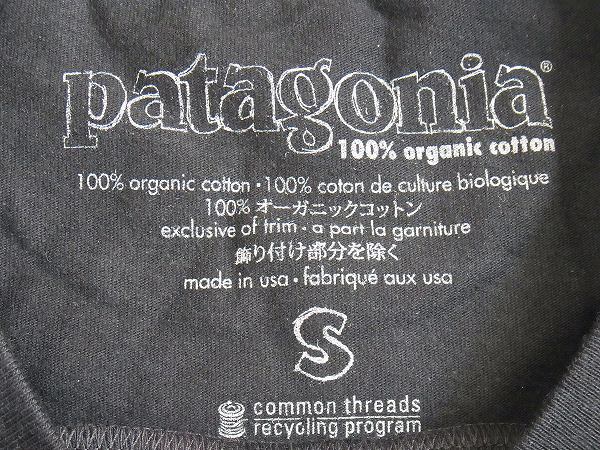 patagonia®
100% organic cotton
100% organic cotton • 100% coton de culture biologique
100% オーガニックコットン
exclusive of trim • a part la garniture
飾り付け部分を除く
made in usa • fabriqué aux usa
S
common threads
recycling program